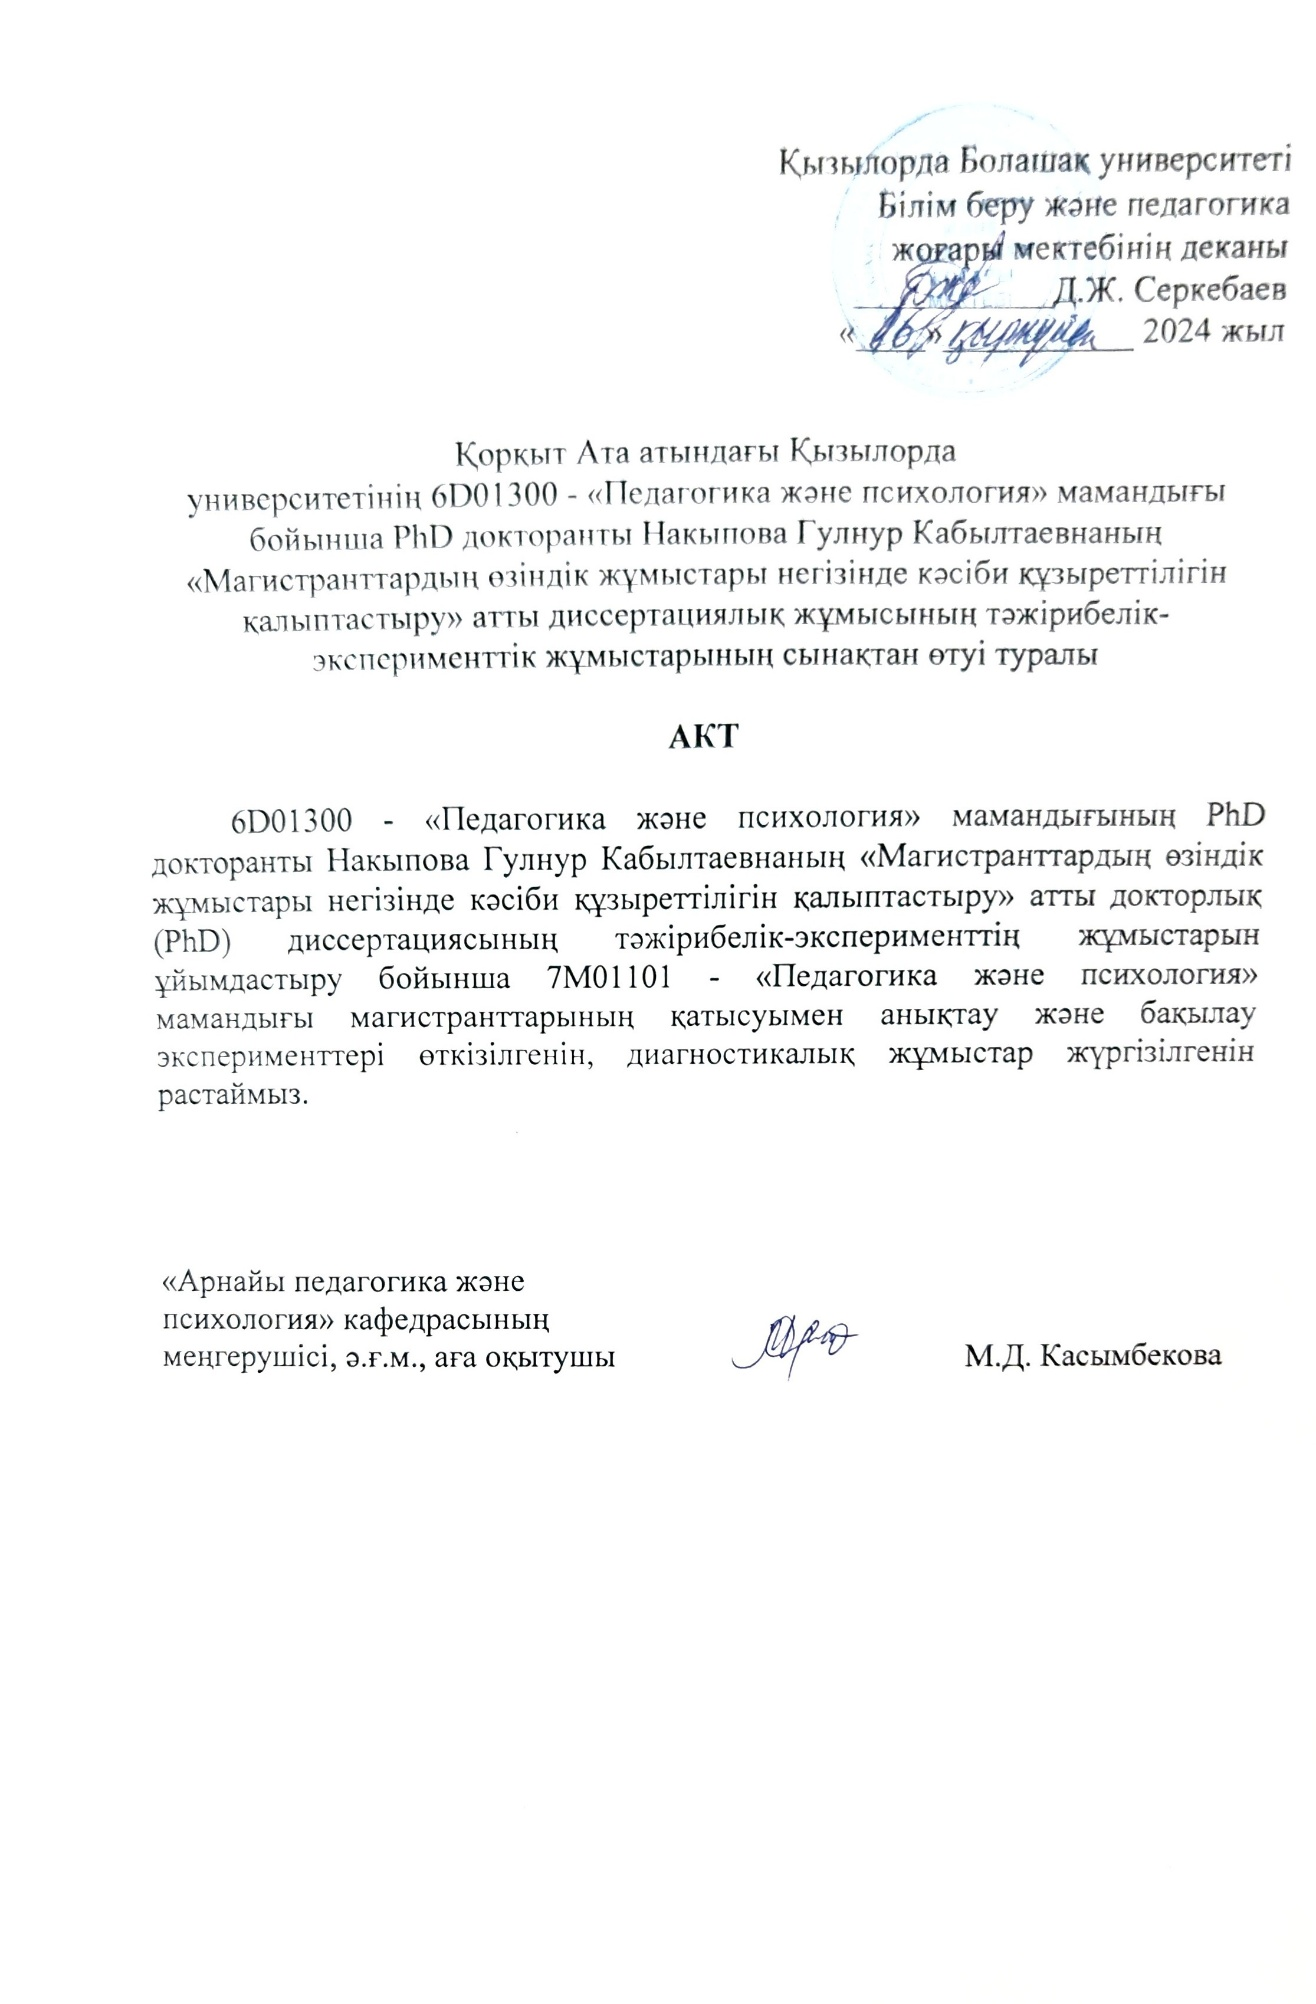 Қызылорда Болашақ университеті
Білім беру және педагогика
жоғары мектебінің деканы
Д.Ж. Серкебаев
« » қыркүйек 2024 жыл
Қорқыт Ата атындағы Қызылорда
университетінің 6D01300 - «Педагогика және психология» мамандығы
бойынша PhD докторанты Накыпова Гулнур Кабылтаевнаның
«Магистранттардың өзіндік жұмыстары негізінде кәсіби құзыреттілігін
қалыптастыру» атты диссертациялық жұмысының тәжірибелік-
эксперименттік жұмыстарының сынақтан өтуі туралы
АКТ
6D01300 - «Педагогика және психология» мамандығының PhD
докторанты Накыпова Гулнур Кабылтаевнаның «Магистранттардың өзіндік
жұмыстары негізінде кәсіби құзыреттілігін қалыптастыру» атты докторлық
(PhD) диссертациясының тәжірибелік-эксперименттің жұмыстарын
ұйымдастыру бойынша 7М01101 - «Педагогика және психология»
мамандығы магистранттарының қатысуымен анықтау және бақылау
эксперименттері өткізілгенін, диагностикалық жұмыстар жүргізілгенін
растаймыз.
«Арнайы педагогика және
психология» кафедрасының
меңгерушісі, ә.ғ.м., аға оқытушы М.Д. Касымбекова